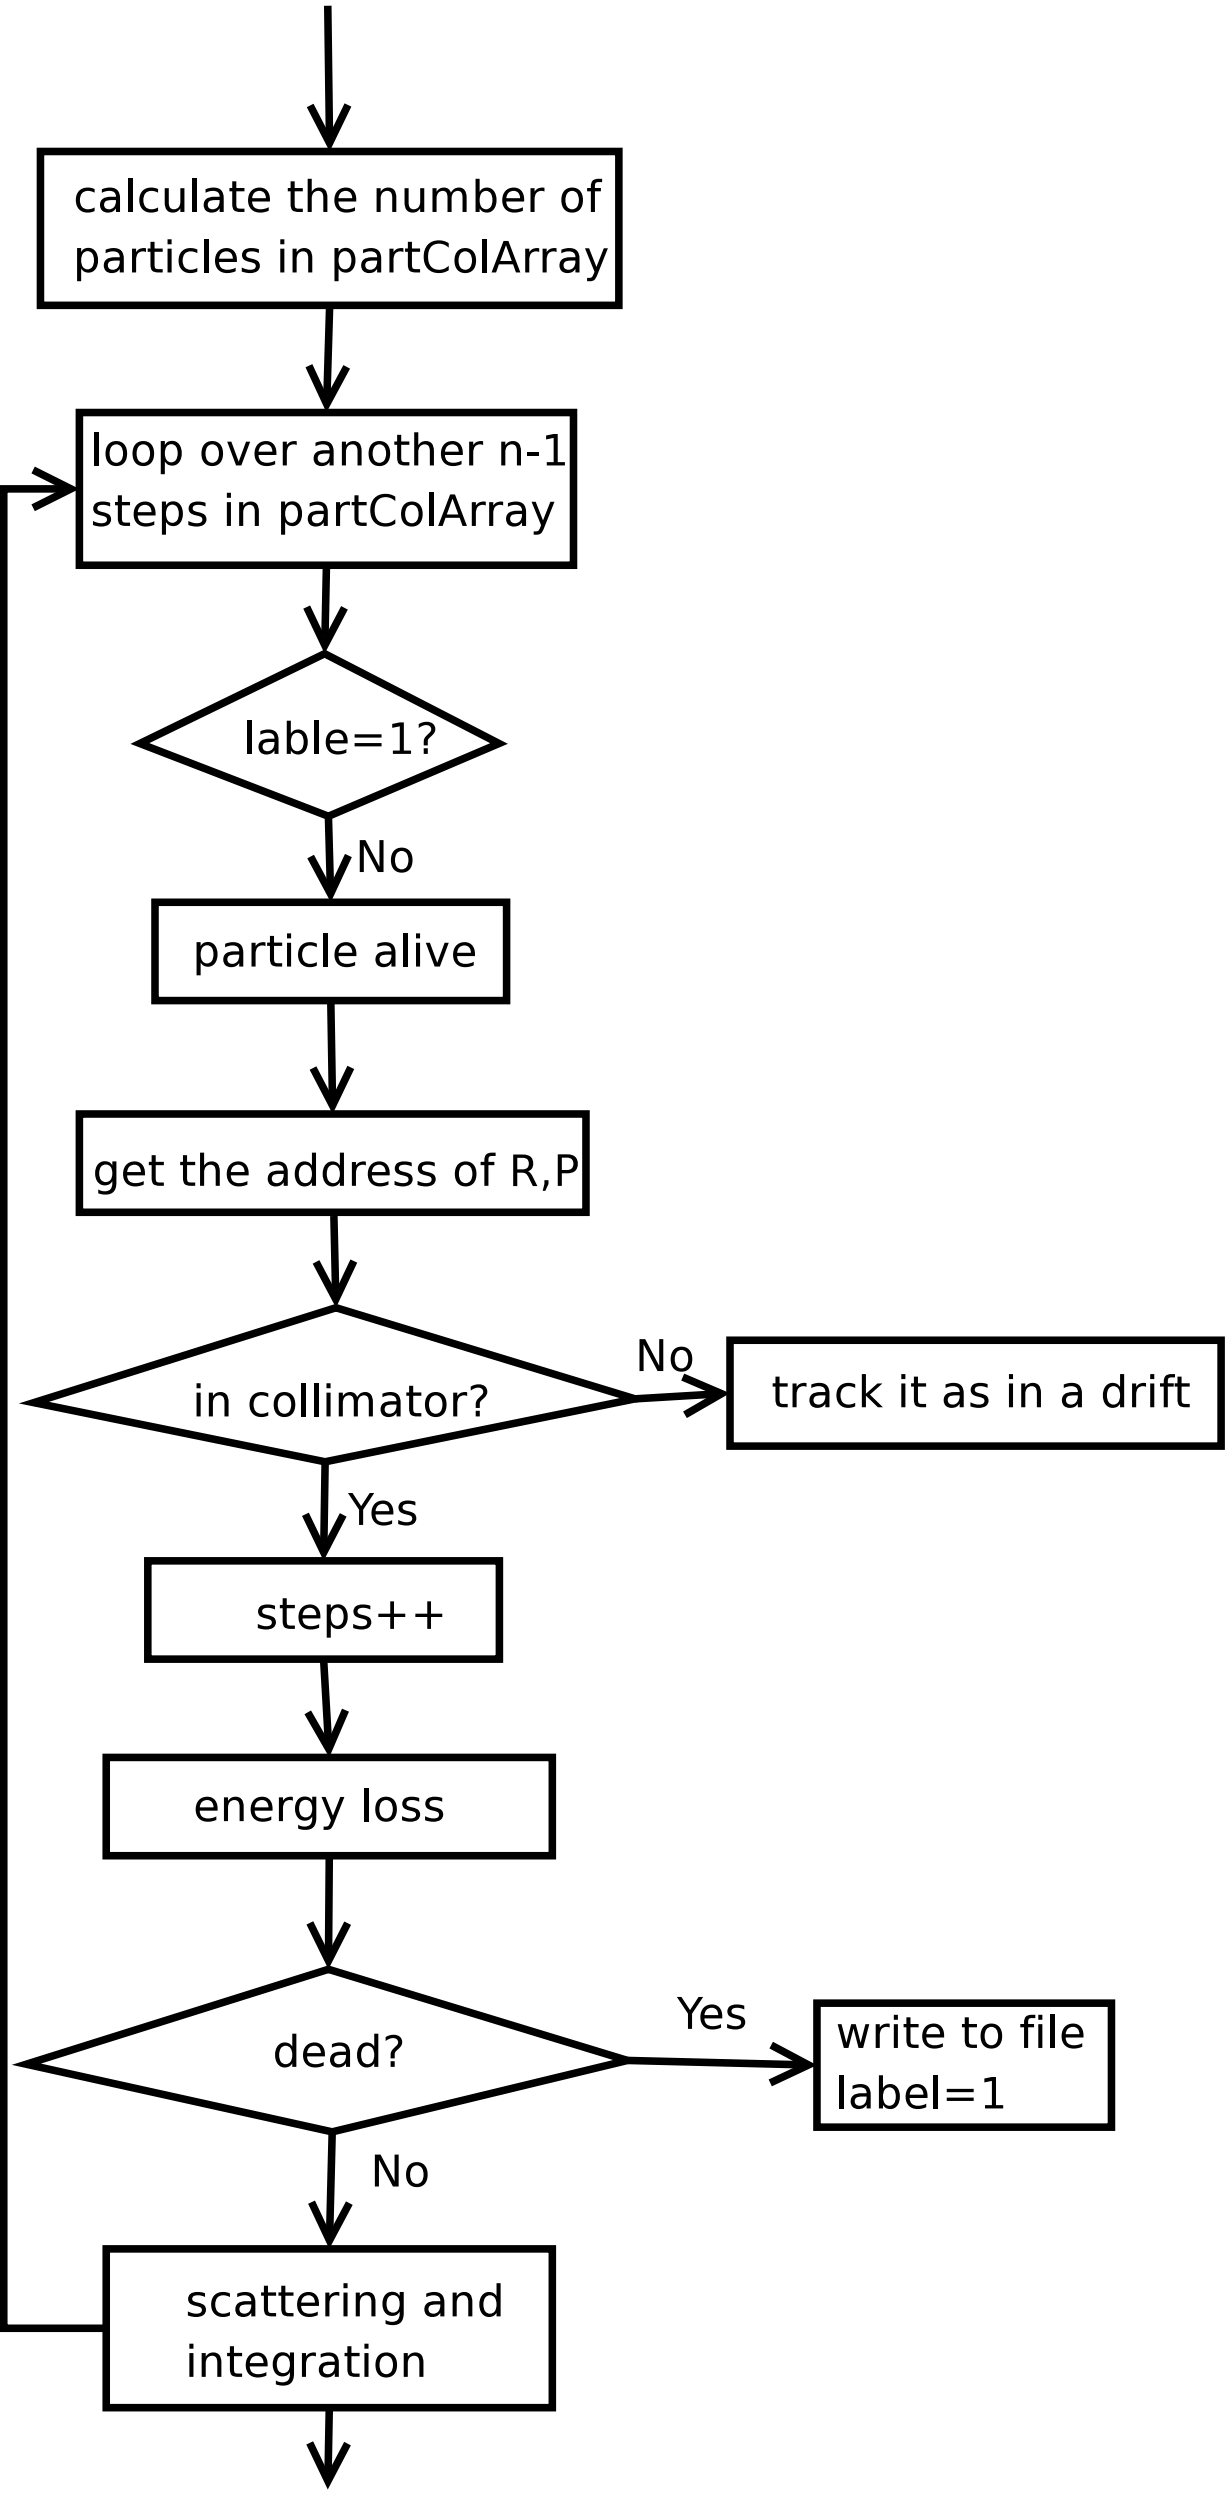 calculate the number of
particles in partColArray
loop over another n-1
steps in partColArray
lable=1?
No
particle alive
get the address of R,P
in collimator?
No
track it as in a drift
Yes
steps++
energy loss
dead?
Yes
write to file
label=1
No
scattering and
integration